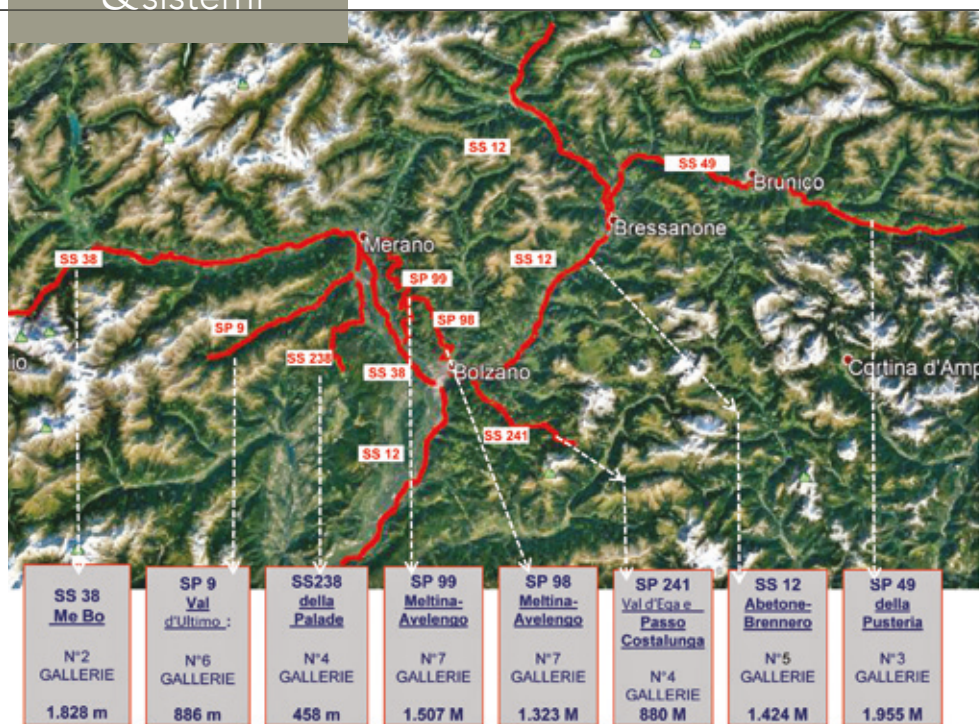 &sistemi
SS 12
SS 49
Brunico
Bressanone
Merano
SS 38
SS 12
SP 99
SP 9
SP 98
SS 238
SS 38
Bolzano
Cortina d'Amp
io
SS 241
SS 12
SS 38
Me Bo
N°2
GALLERIE
1.828 m
SP 9
Val
d'Ultimo :
N°6
GALLERIE
886 m
SS238
della
Palade
N°4
GALLERIE
458 m
SP 99
Meltina-
Avelengo
N°7
GALLERIE
1.507 M
SP 98
Meltina-
Avelengo
N°7
GALLERIE
1.323 M
SP 241
Val d'Ega e
Passo
Costalunga
N°4
GALLERIE
880 M
SS 12
Abetone-
Brennero
N°5
GALLERIE
1.424 M
SP 49
della
Pusteria
N°3
GALLERIE
1.955 M